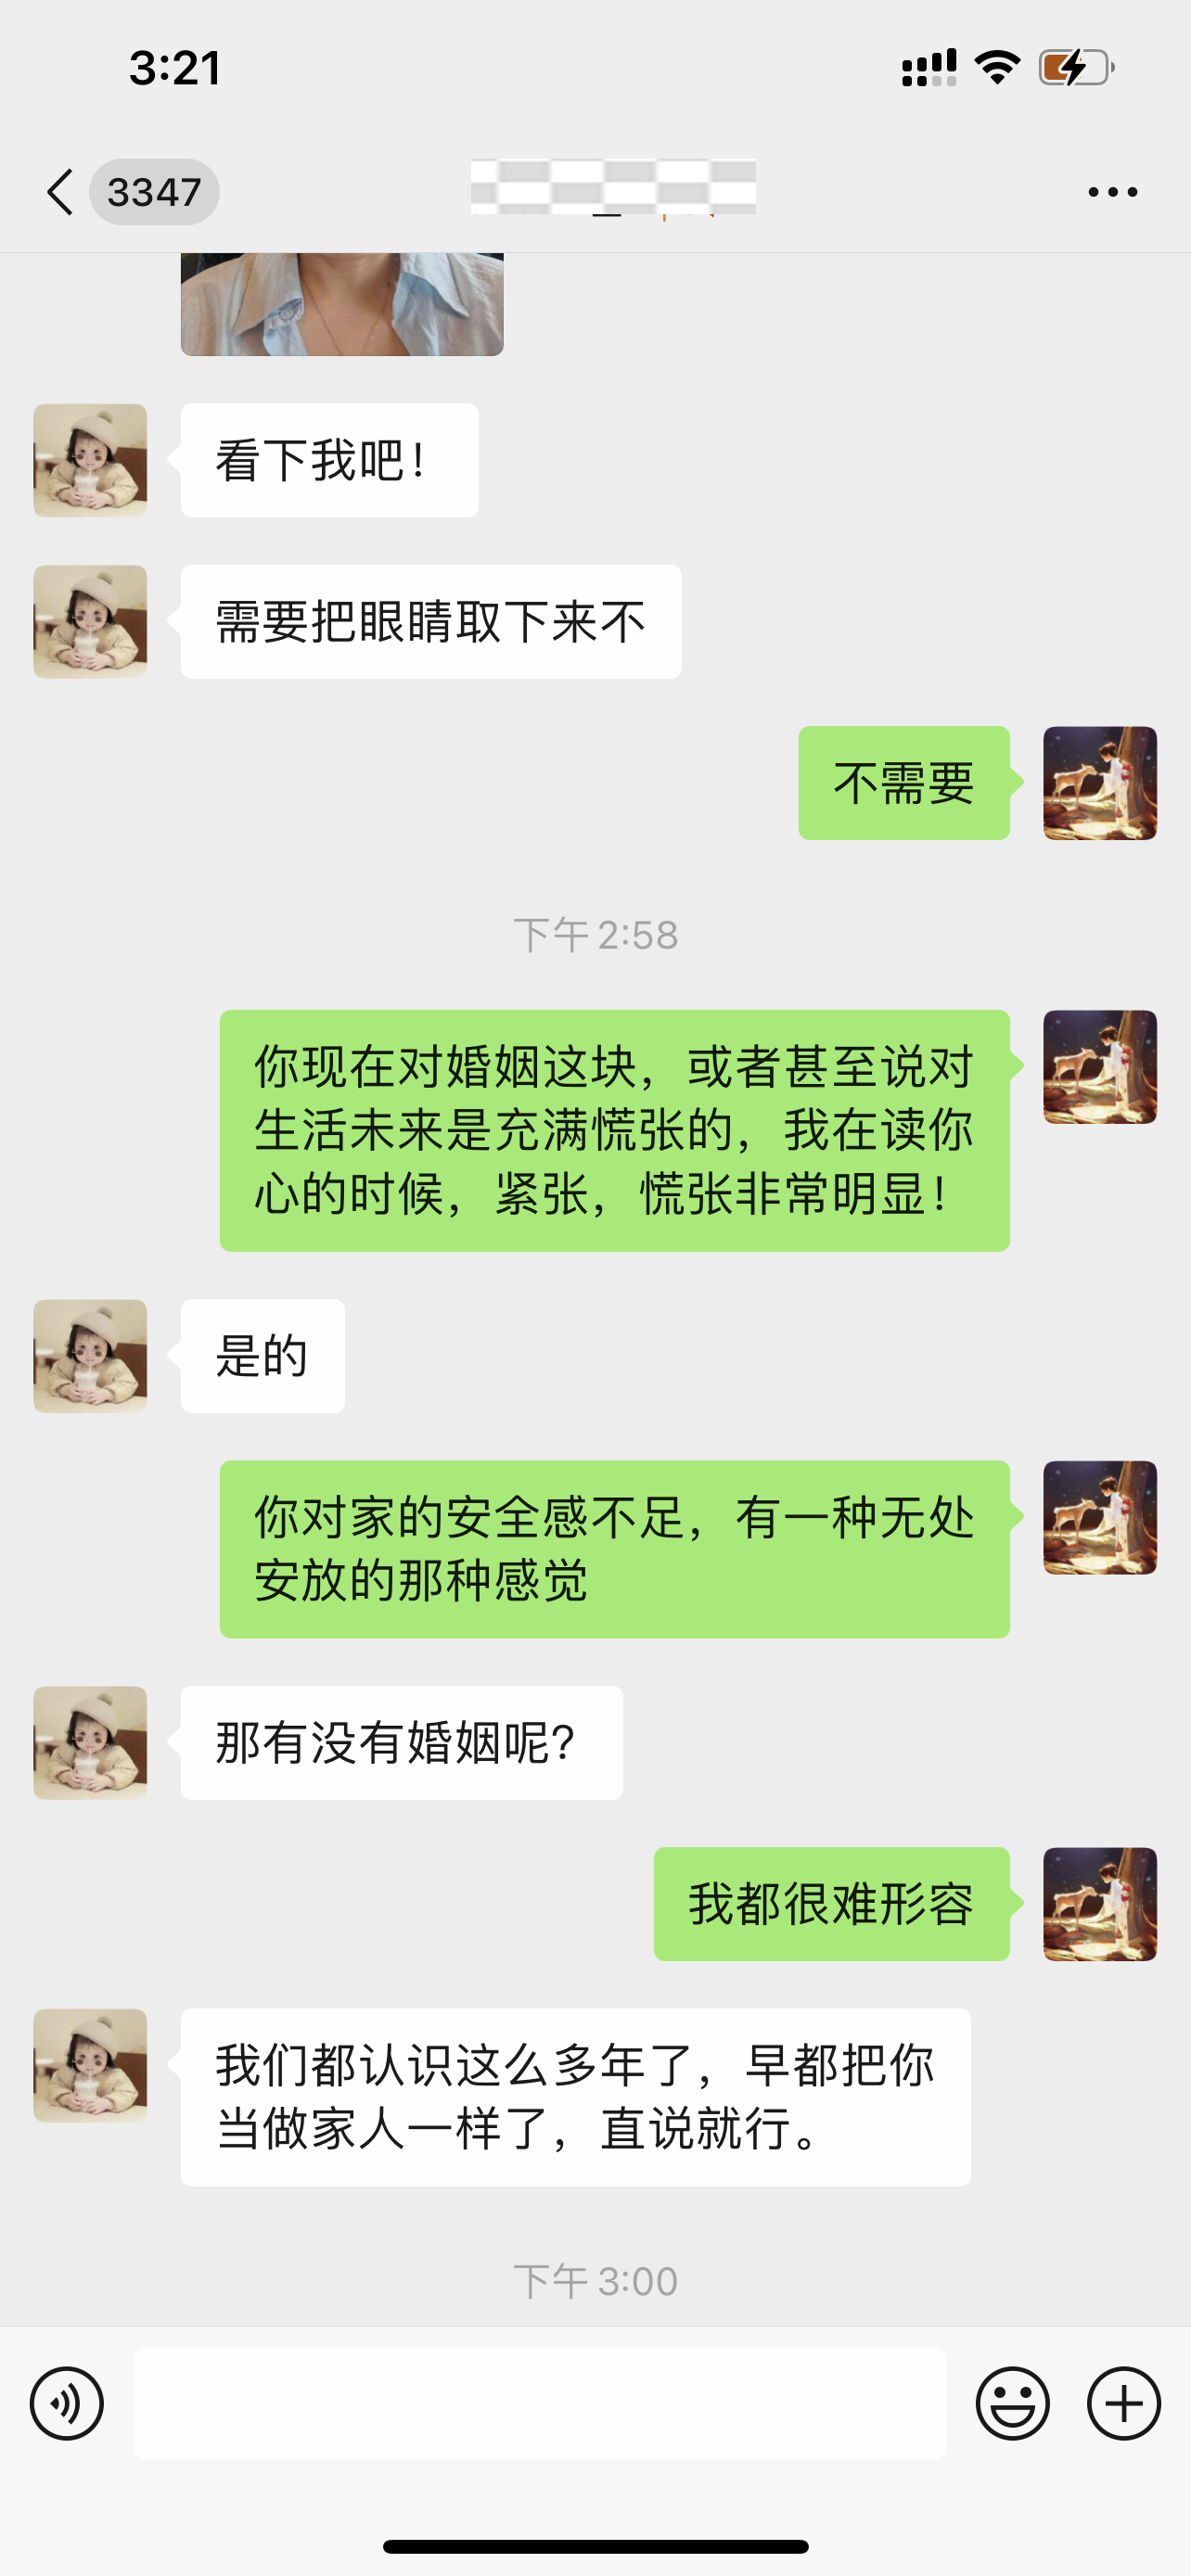 3:21
3347
看下我吧！
需要把眼睛取下来不
不需要
下午 2:58
你现在对婚姻这块，或者甚至说对
生活未来是充满慌张的，我在读你
心的时候，紧张，慌张非常明显！
是的
你对家的安全感不足，有一种无处
安放的那种感觉
那有没有婚姻呢？
我都很难形容
我们都认识这么多年了，早都把你
当做家人一样了，直说就行。
下午 3:00